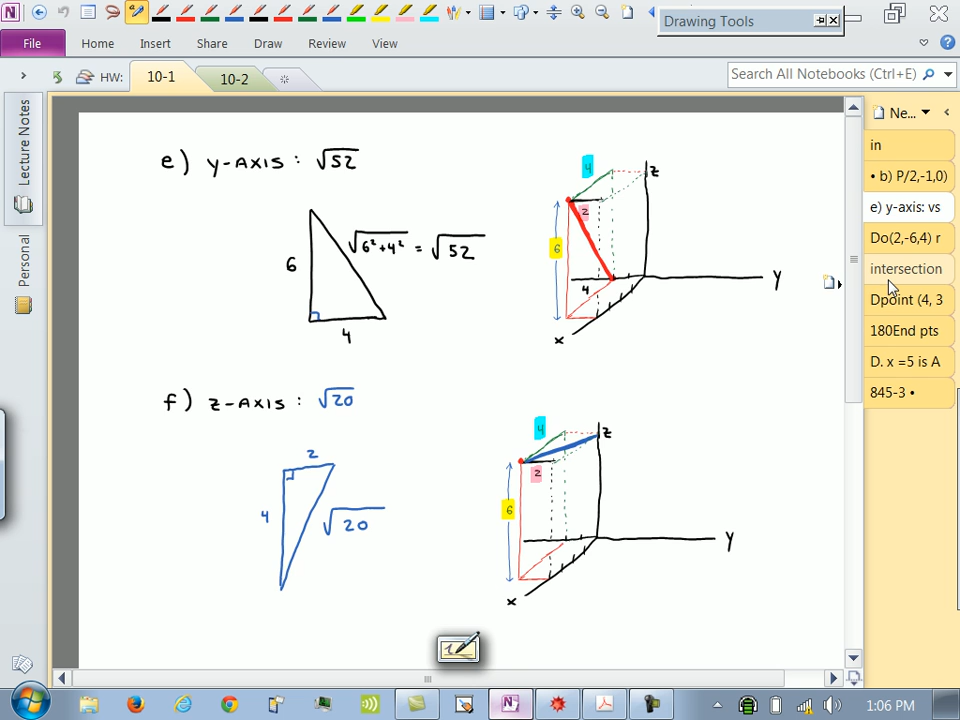 Drawing Tools
File
Home
Insert
Share
Draw
Review
View
HW:
10-1
10-2
Search All Notebooks (Ctrl+E)
Lecture Notes
Personal
Ne...
in
• b) P/2,-1,0)
e) y-axis: vs
Do(2,-6,4) r
intersection
Dpoint (4, 3
180End pts
D. x =5 is A
845-3 •
e) y-AXIS : √52
6
√6²+4² = √52
4
4
z
2
6
4
y
x
f) z-AXIS : √20
2
4
√20
4
z
2
6
y
x
1:06 PM